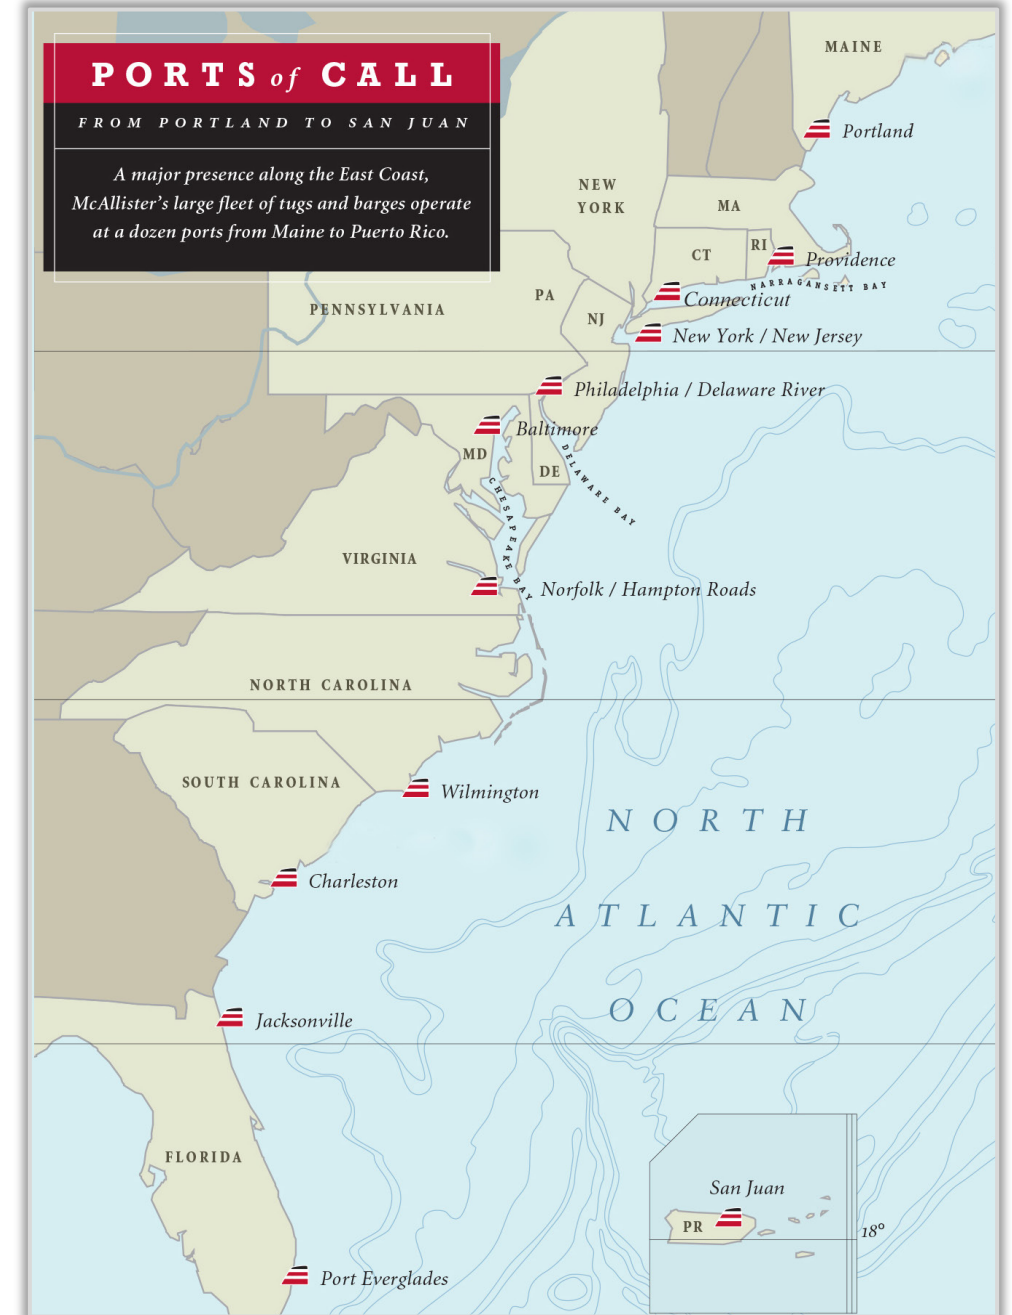 PORTS of CALL
FROM PORTLAND TO SAN JUAN
A major presence along the East Coast,
McAllister's large fleet of tugs and barges operate
at a dozen ports from Maine to Puerto Rico.
MAINE
Portland
NEW
YORK
MA
CT
RI
Providence
NARRAGANSETT BAY
Connecticut
PENNSYLVANIA
PA
NJ
New York / New Jersey
Philadelphia / Delaware River
Baltimore
MD
DE
DELAWARE BAY
CHESAPEAKE BAY
VIRGINIA
Norfolk / Hampton Roads
NORTH CAROLINA
SOUTH CAROLINA
Wilmington
NORTH
ATLANTIC
OCEAN
Charleston
Jacksonville
FLORIDA
San Juan
PR
18°
Port Everglades